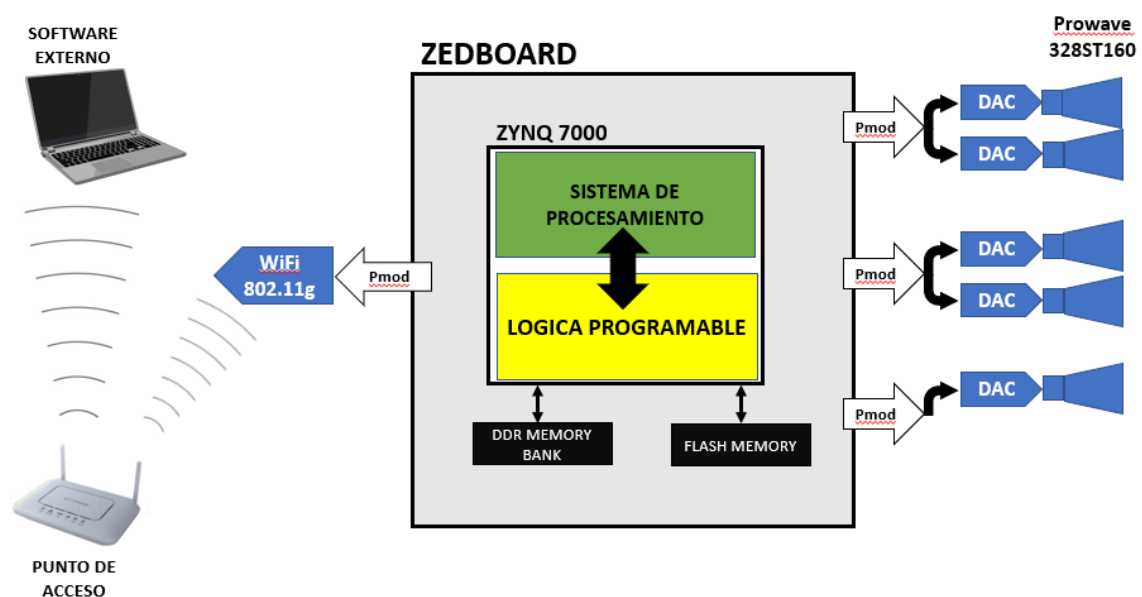 SOFTWARE
EXTERNO
ZEDBOARD
Prowave
328ST160
ZYNQ 7000
SISTEMA DE
PROCESAMIENTO
LOGICA PROGRAMABLE
DDR MEMORY
BANK
FLASH MEMORY
WiFi
802.11g
Pmod
Pmod
DAC
DAC
Pmod
DAC
DAC
Pmod
DAC
PUNTO DE
ACCESO